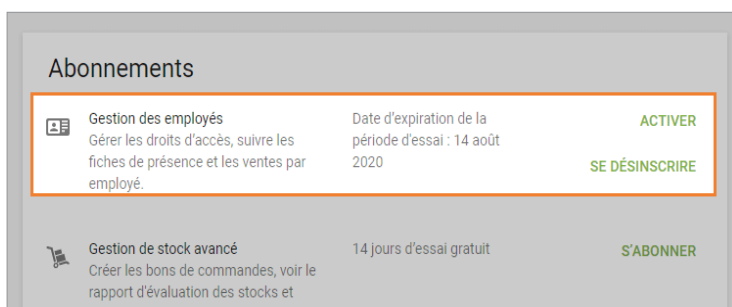 Abonnements
Gestion des employés
Gérer les droits d'accès, suivre les
fiches de présence et les ventes par
employé.
Date d'expiration de la
période d'essai : 14 août
2020
ACTIVER
SE DÉSINSCRIRE
Gestion de stock avancé
Créer les bons de commandes, voir le
rapport d'évaluation des stocks et
14 jours d'essai gratuit
S'ABONNER